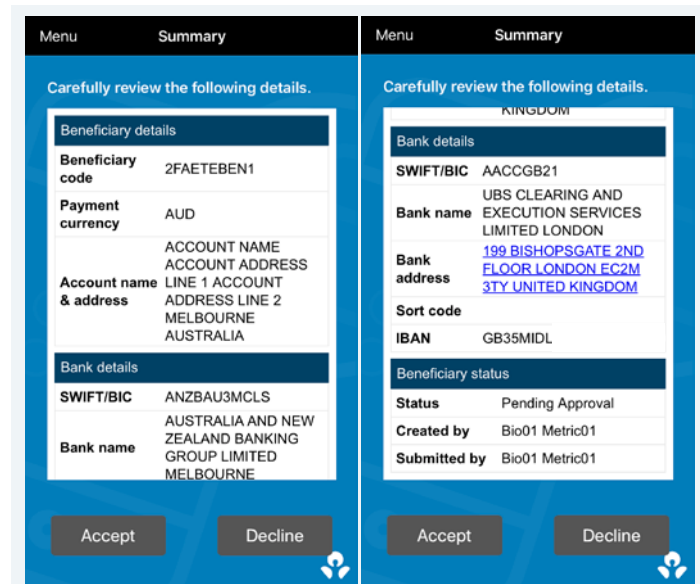 Menu
Summary
Carefully review the following details.
Beneficiary details
Beneficiary
code
2FAETEBEN1
Payment
currency
AUD
Account name
& address
ACCOUNT NAME
ACCOUNT ADDRESS
LINE 1 ACCOUNT
ADDRESS LINE 2
MELBOURNE
AUSTRALIA
Bank details
SWIFT/BIC
ANZBAU3MCLS
Bank name
AUSTRALIA AND NEW
ZEALAND BANKING
GROUP LIMITED
MELBOURNE
Accept
Decline
Menu
Summary
Carefully review the following details.
KINGDOM
Bank details
SWIFT/BIC
AACCGB21
Bank name
UBS CLEARING AND
EXECUTION SERVICES
LIMITED LONDON
Bank
address
199 BISHOPSGATE 2ND
FLOOR LONDON EC2M
3TY UNITED KINGDOM
Sort code
IBAN
GB35MIDL
Beneficiary status
Status
Pending Approval
Created by
Bio01 Metric01
Submitted by
Bio01 Metric01
Accept
Decline